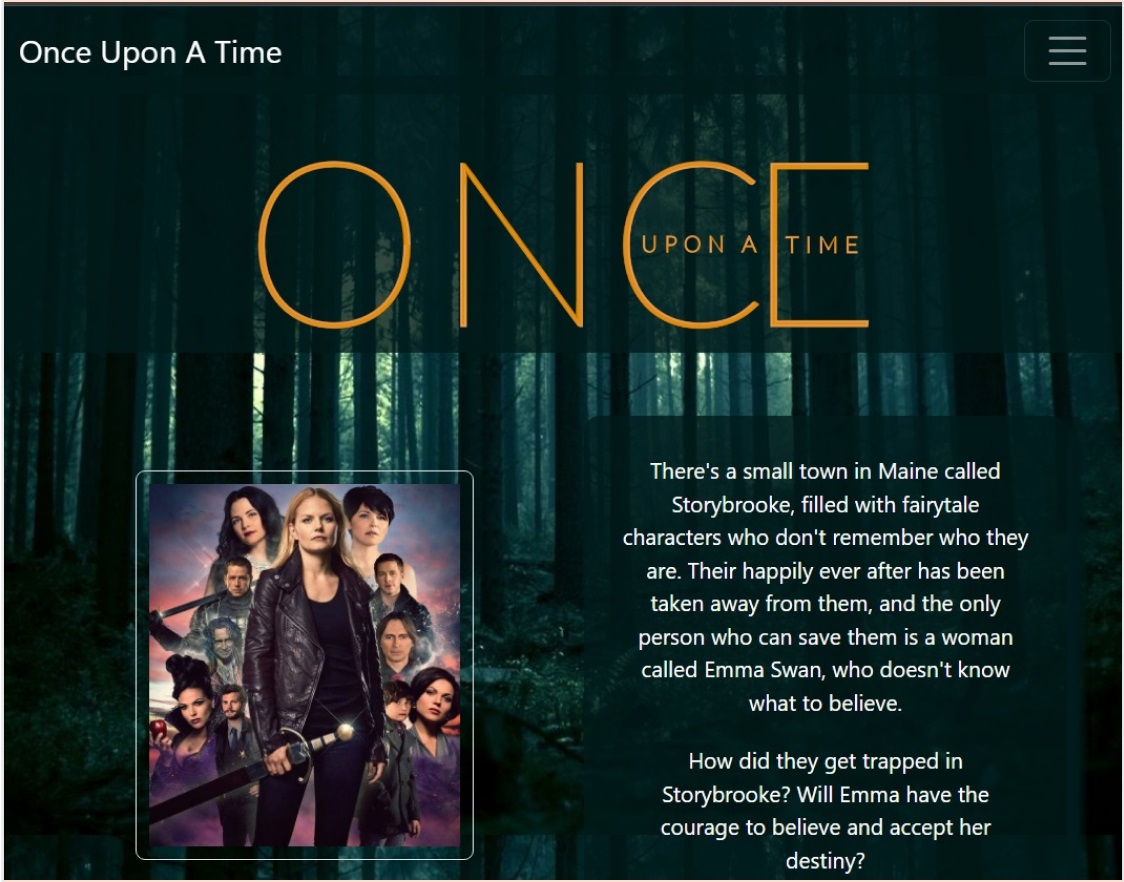 Once Upon A Time
ONCE
UPON A TIME
There's a small town in Maine called
Storybrooke, filled with fairytale
characters who don't remember who they
are. Their happily ever after has been
taken away from them, and the only
person who can save them is a woman
called Emma Swan, who doesn't know
what to believe.
How did they get trapped in
Storybrooke? Will Emma have the
courage to believe and accept her
destiny?